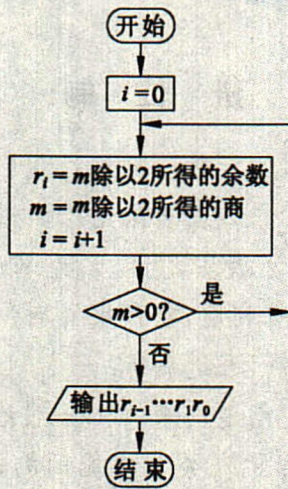 开始
i=0
r_i=m除以2所得的余数
m=m除以2所得的商
i=i+1
m>0?
是
否
输出r_{i-1}…r_1r_0
结束